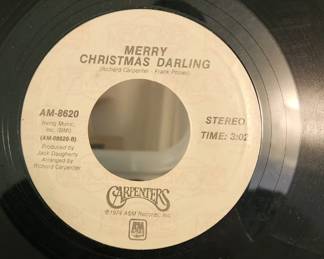 MERRY
CHRISTMAS DARLING
(Richard Carpenter - Frank Pooler)
AM-8620
Irving Music,
Inc. (BMI)
(AM-08620-B)
Produced by
Jack Daugherty
Arranged by
Richard Carpenter
STEREO
TIME: 3:02
CARPENTERS
1974 A&M Records, Inc.
A&M